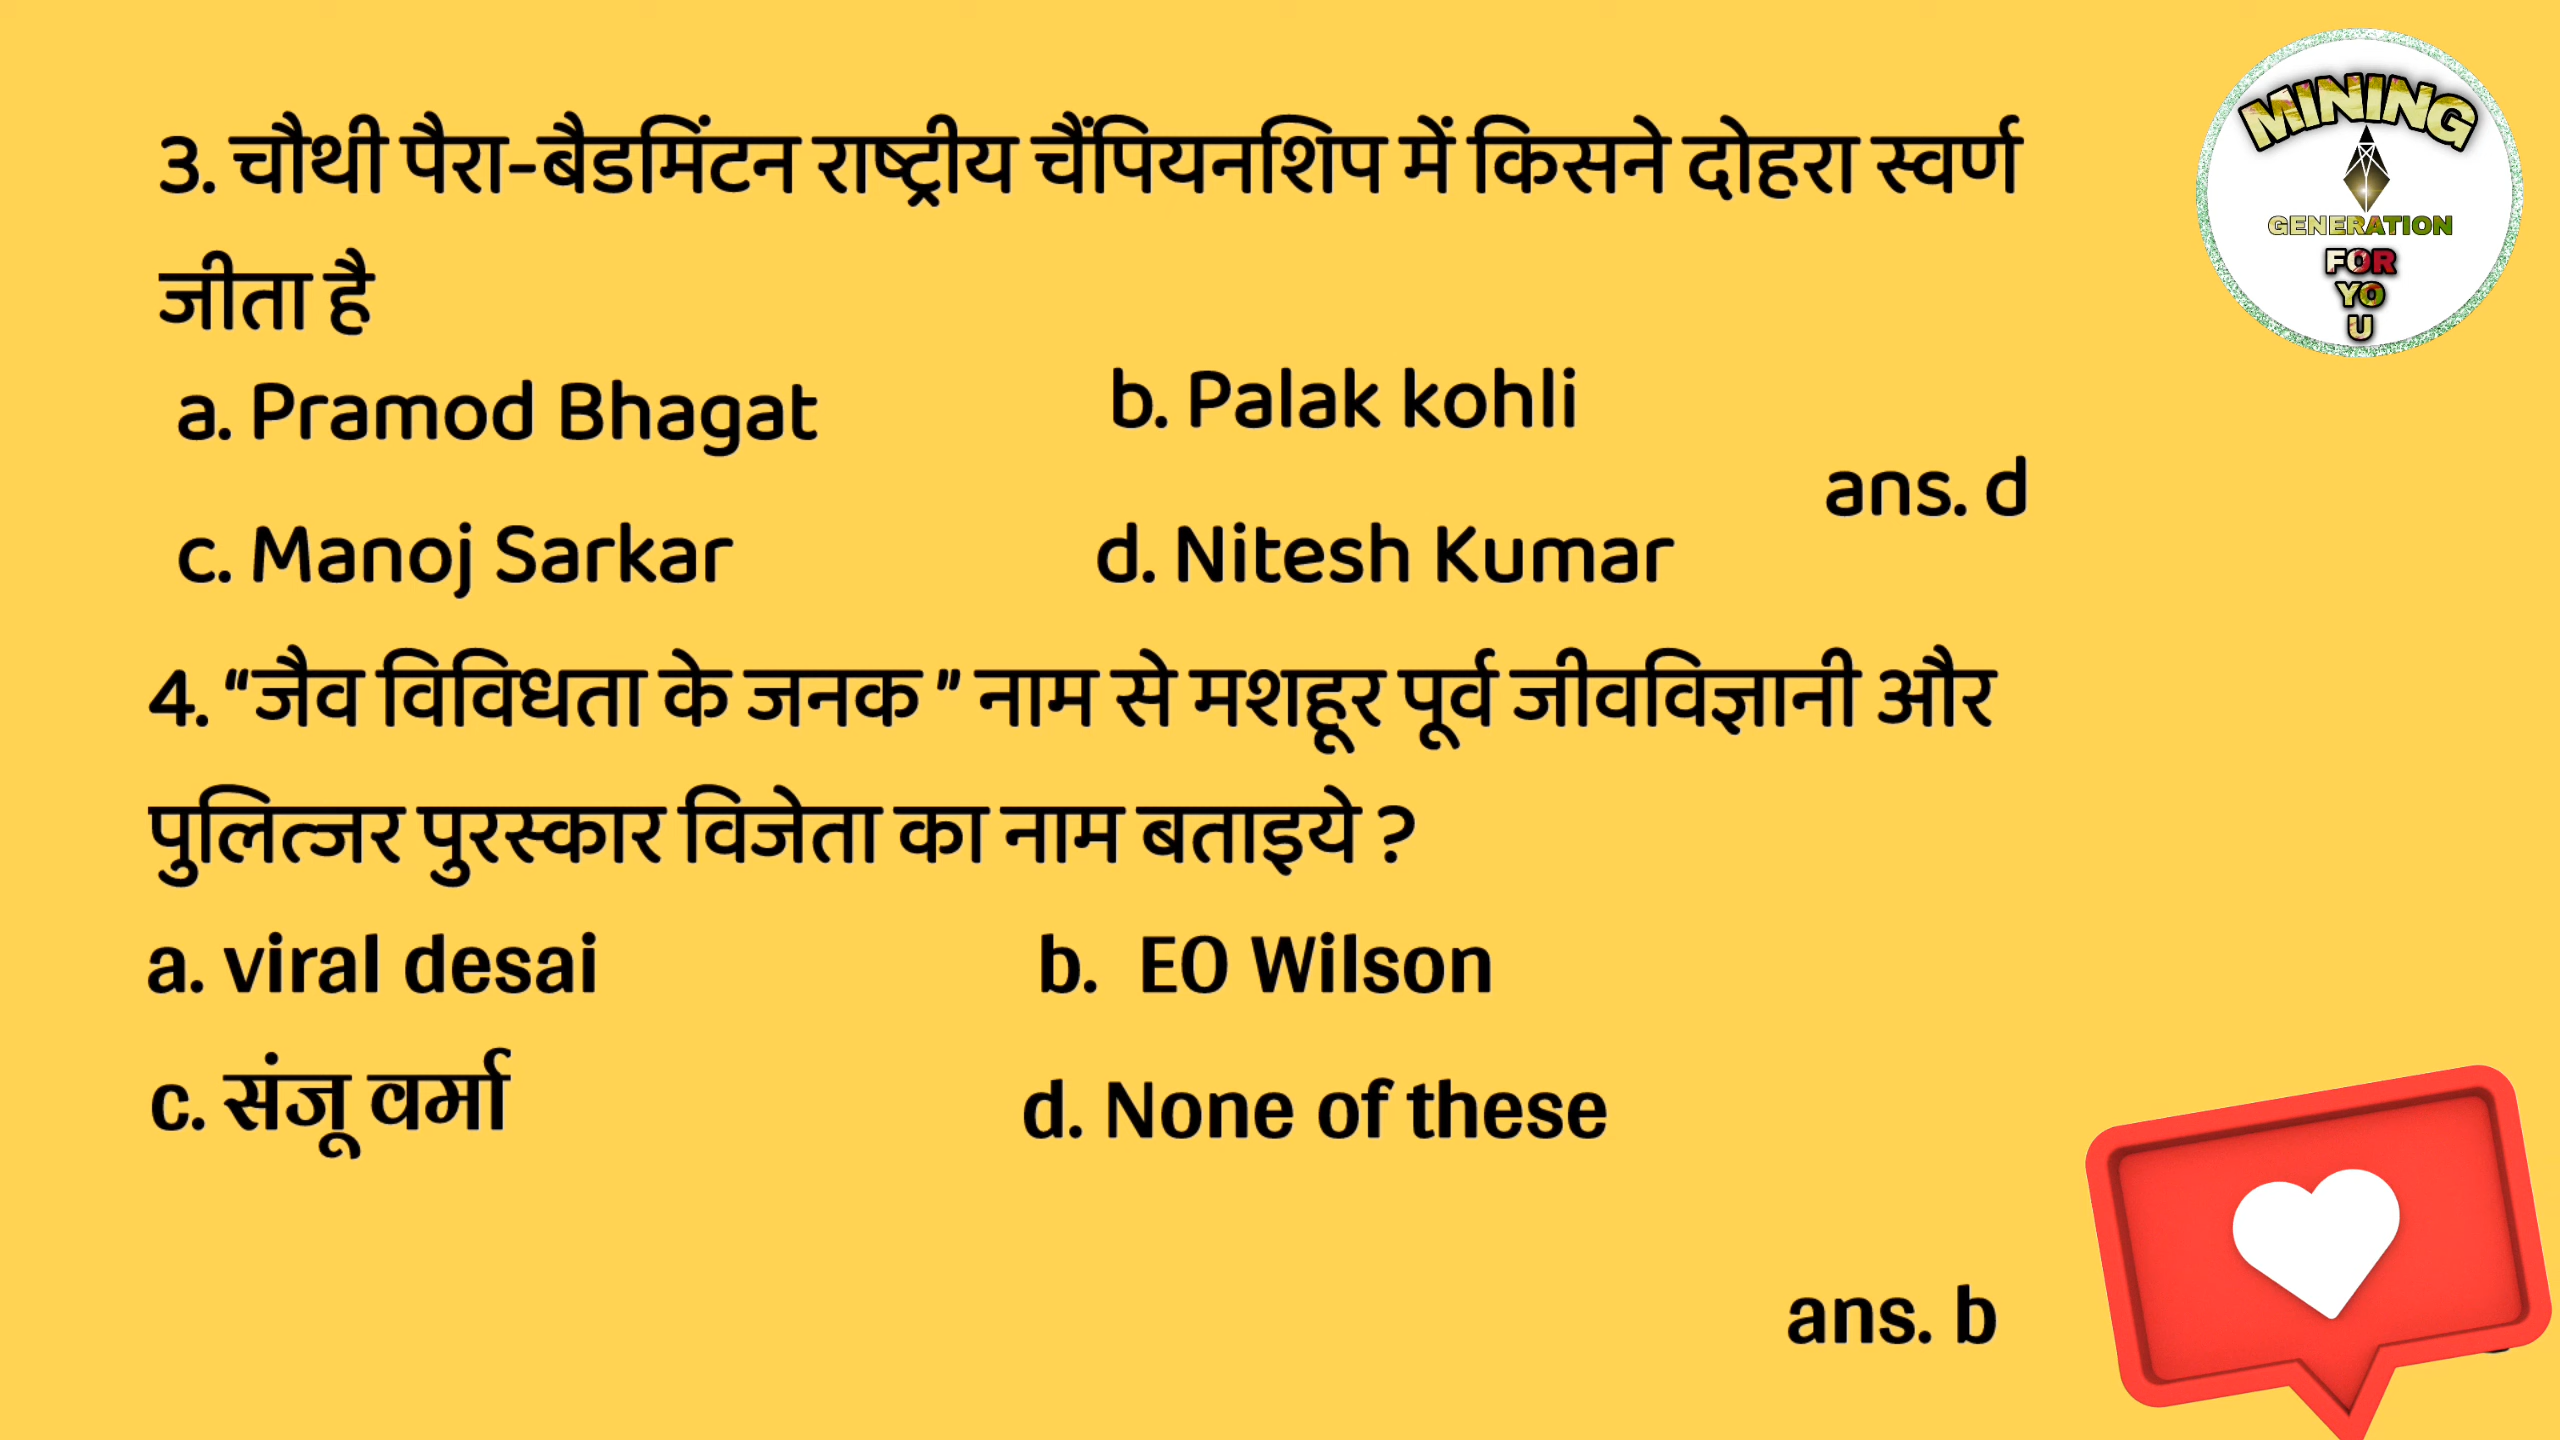 3. चौथी पैरा-बैडमिंटन राष्ट्रीय चैंपियनशिप में किसने दोहरा स्वर्ण
जीता है
a. Pramod Bhagat
b. Palak kohli
ans. d
c. Manoj Sarkar
d. Nitesh Kumar
4. “जैव विविधता के जनक ” नाम से मशहूर पूर्व जीवविज्ञानी और
पुलित्जर पुरस्कार विजेता का नाम बताइये ?
a. viral desai
b. EO Wilson
c. संजू वर्मा
d. None of these
ans. b
MINING
GENERATION
FOR
YO
U